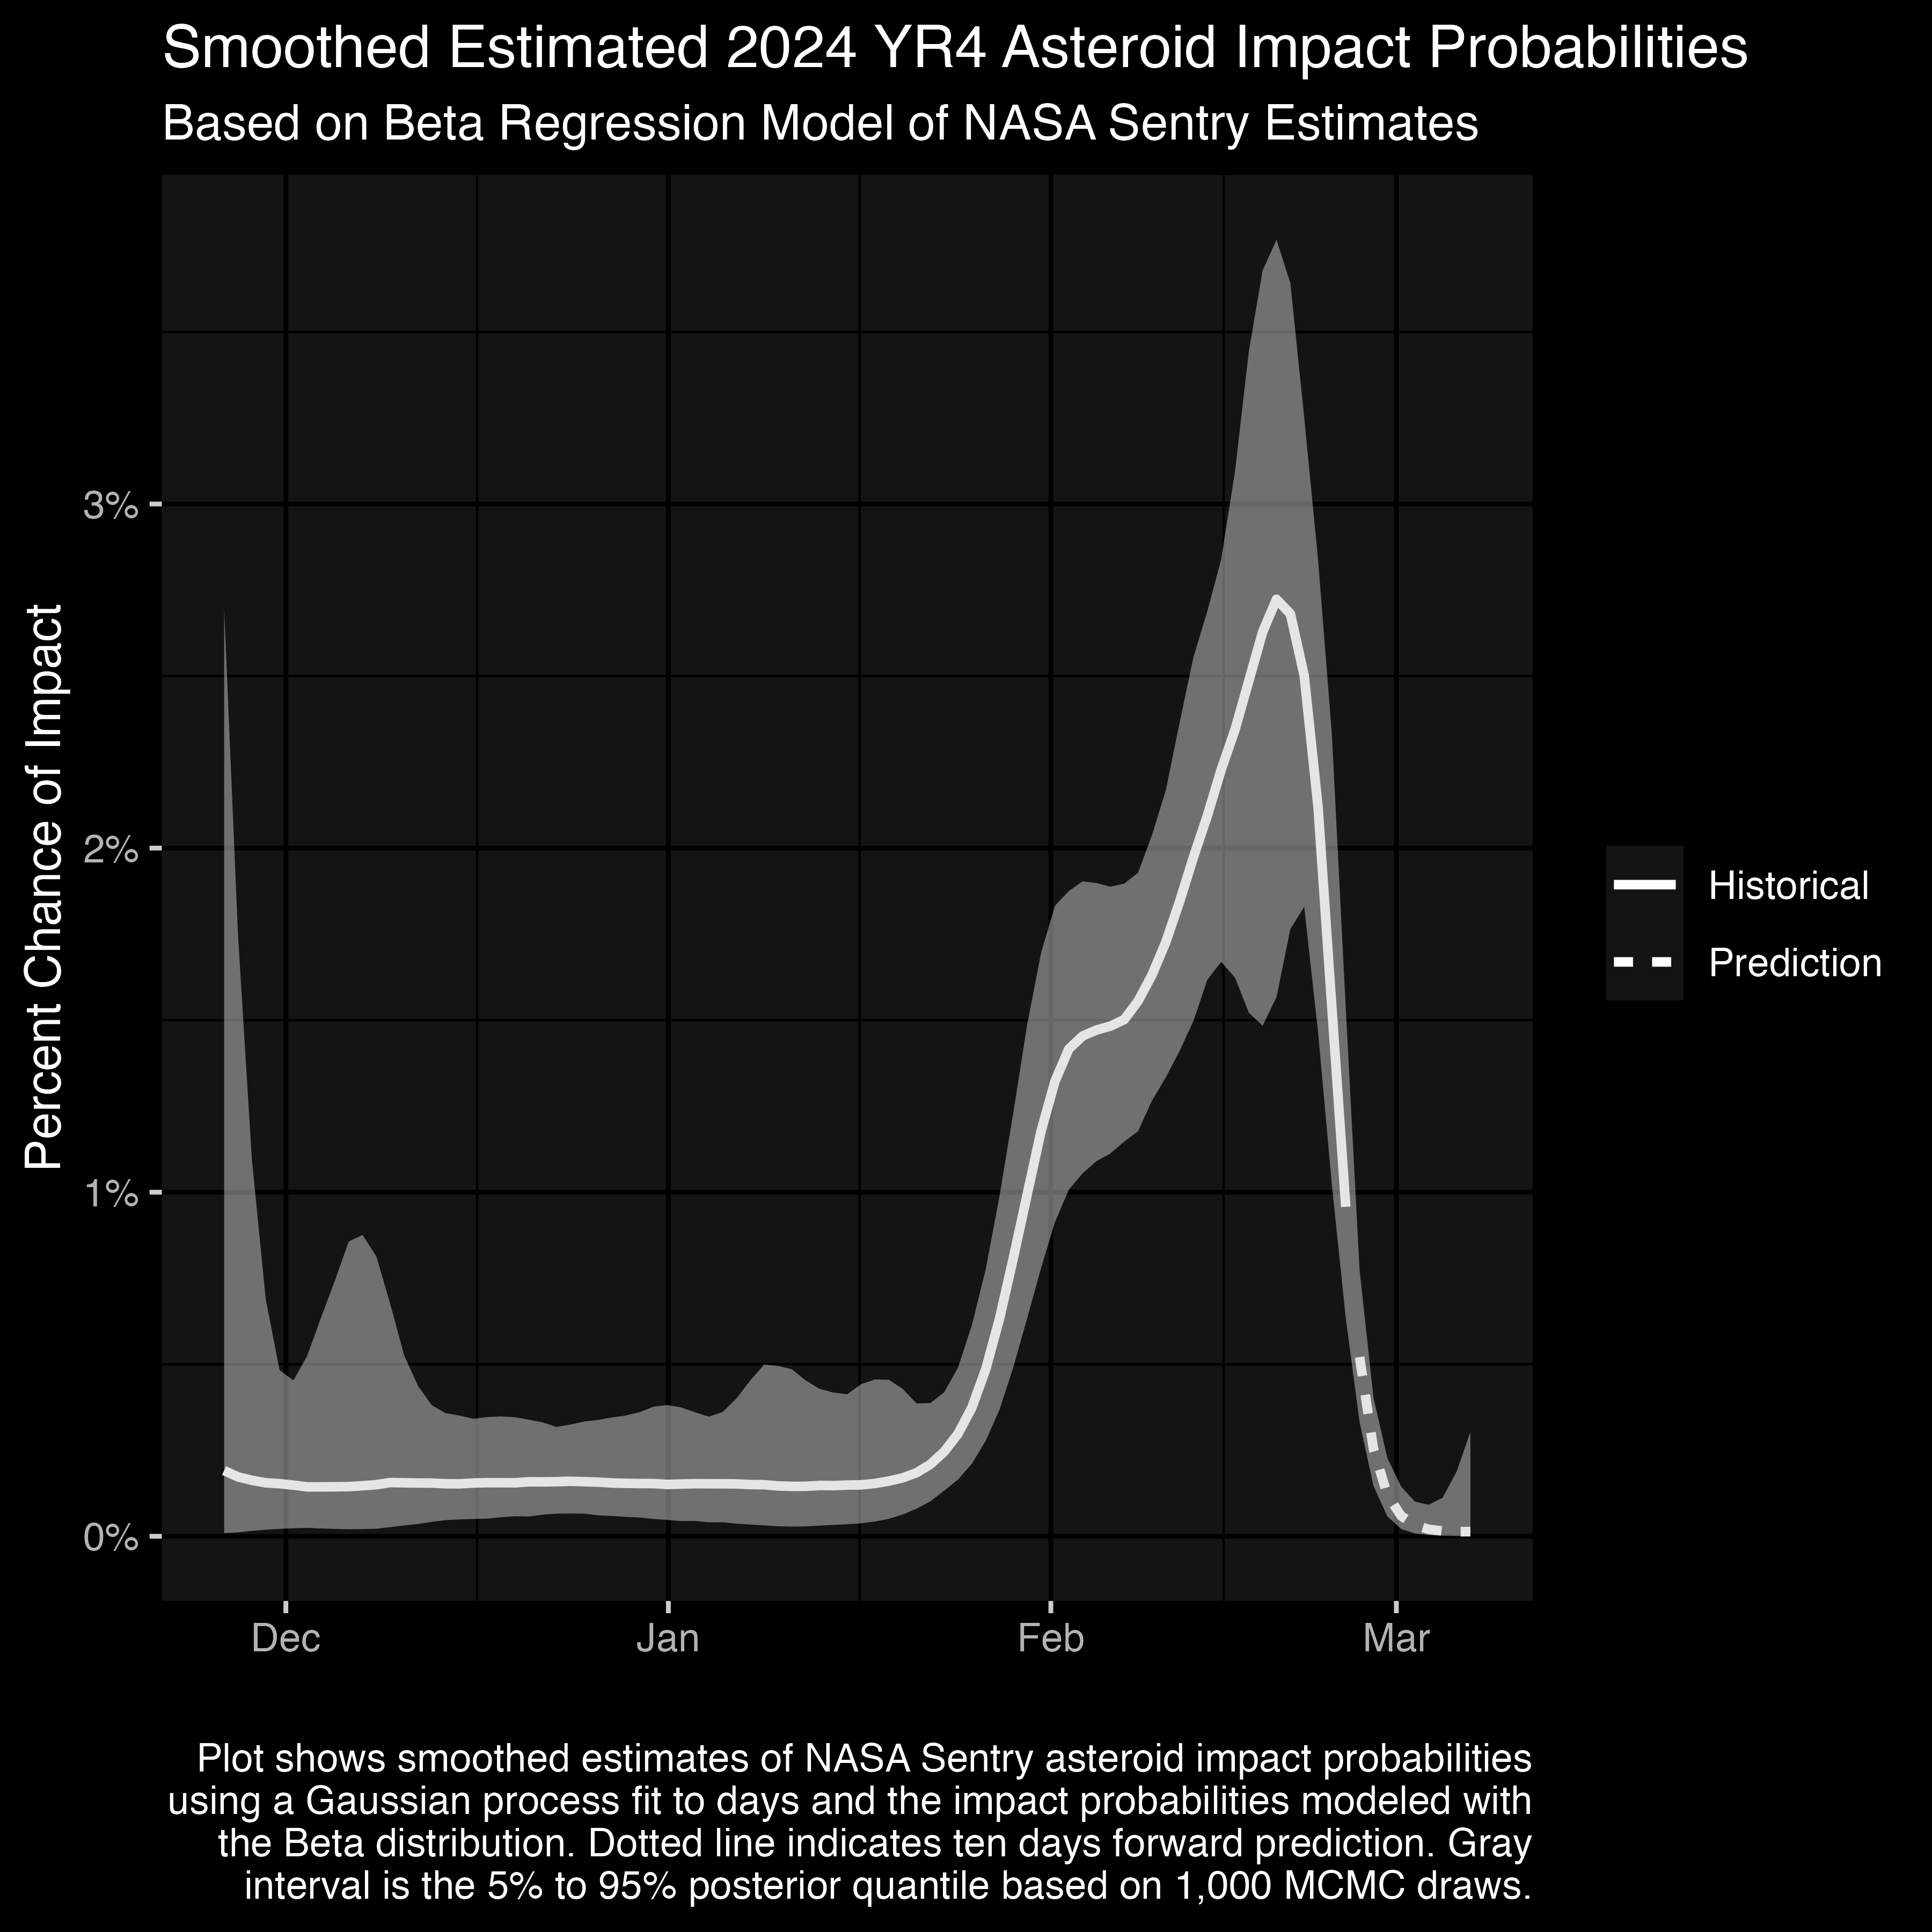 Smoothed Estimated 2024 YR4 Asteroid Impact Probabilities
Based on Beta Regression Model of NASA Sentry Estimates
Percent Chance of Impact
3%
2%
1%
0%
Dec
Jan
Feb
Mar
Historical
Prediction
Plot shows smoothed estimates of NASA Sentry asteroid impact probabilities
using a Gaussian process fit to days and the impact probabilities modeled with
the Beta distribution. Dotted line indicates ten days forward prediction. Gray
interval is the 5% to 95% posterior quantile based on 1,000 MCMC draws.